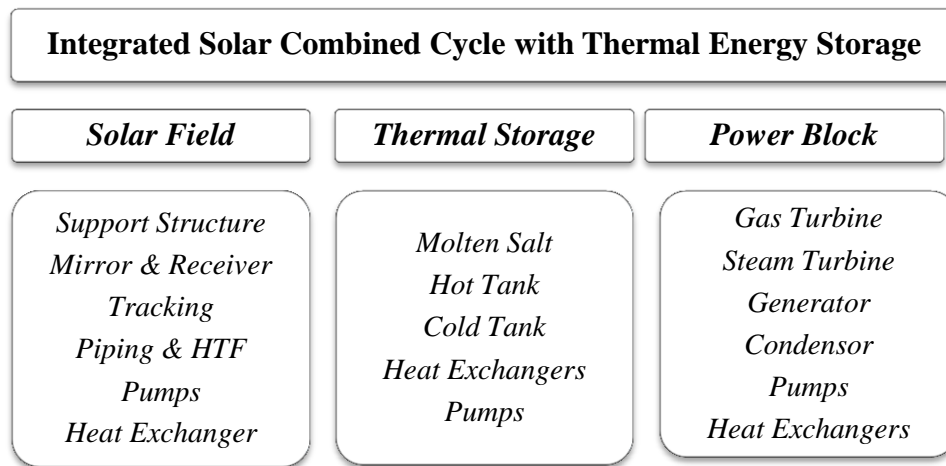 Integrated Solar Combined Cycle with Thermal Energy Storage
Solar Field
Thermal Storage
Power Block
Support Structure
Mirror & Receiver
Tracking
Piping & HTF
Pumps
Heat Exchanger
Molten Salt
Hot Tank
Cold Tank
Heat Exchangers
Pumps
Gas Turbine
Steam Turbine
Generator
Condensor
Pumps
Heat Exchangers